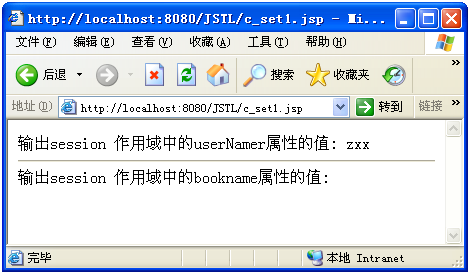 http://localhost:8080/JSTL/c_set1.jsp - Mi...
文件(F) 编辑(E) 查看(V) 收藏(A) 工具(T) 帮助(H) »
后退 搜索 收藏夹 »
地址(D) http://localhost:8080/JSTL/c_set1.jsp 转到 链接 »
输出session 作用域中的userNamer属性的值: zxx
输出session 作用域中的bookname属性的值:
完毕 本地 Intranet